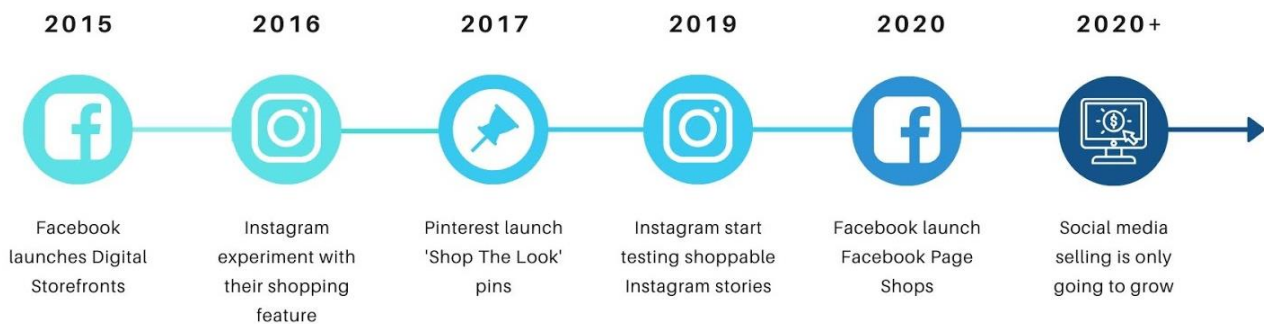 2015
2016
2017
2019
2020
2020+
Facebook
launches Digital
Storefronts
Instagram
experiment with
their shopping
feature
Pinterest launch
'Shop The Look'
pins
Instagram start
testing shoppable
Instagram stories
Facebook launch
Facebook Page
Shops
Social media
selling is only
going to grow